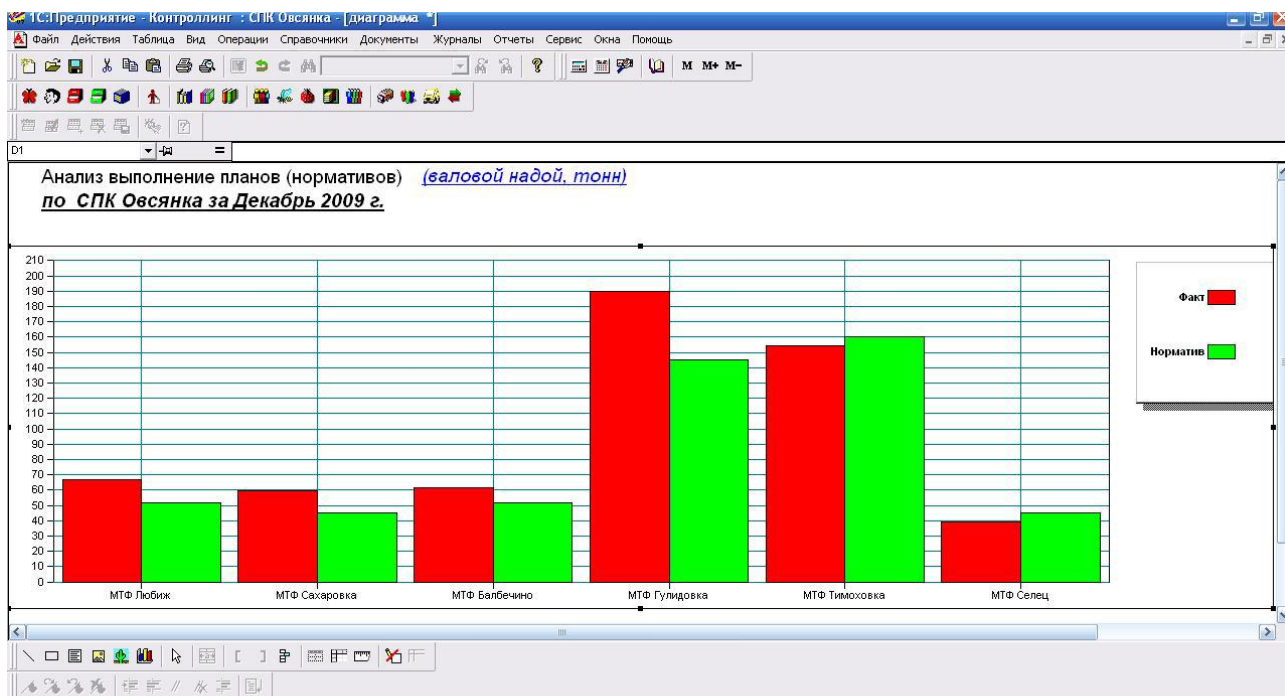 1С:Предприятие - Контроллинг : СПК Овсянка - [диаграмма *]
Файл Действия Таблица Вид Операции Справочники Документы Журналы Отчеты Сервис Окна Помощь
M M+ M-
D1 =
Анализ выполнение планов (нормативов) (валовой надой, тонн)
по СПК Овсянка за Декабрь 2009 г.
210
200
190
180
170
160
150
140
130
120
110
100
90
80
70
60
50
40
30
20
10
0
Факт
Норматив
МТФ Любиж МТФ Сахаровка МТФ Балбечино МТФ Гулидовка МТФ Тимоховка МТФ Селец